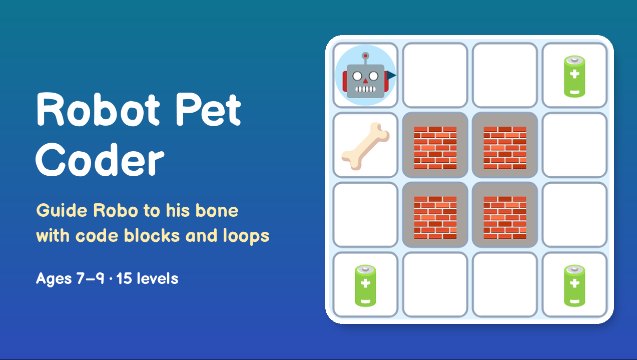 Robot Pet
Coder
Guide Robo to his bone
with code blocks and loops
Ages 7–9 · 15 levels